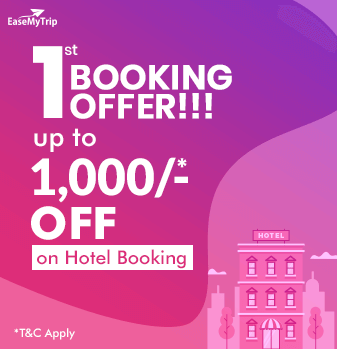 EaseMyTrip
1st BOOKING
OFFER!!!
up to
1,000/-*
OFF
on Hotel Booking
HOTEL
*T&C Apply